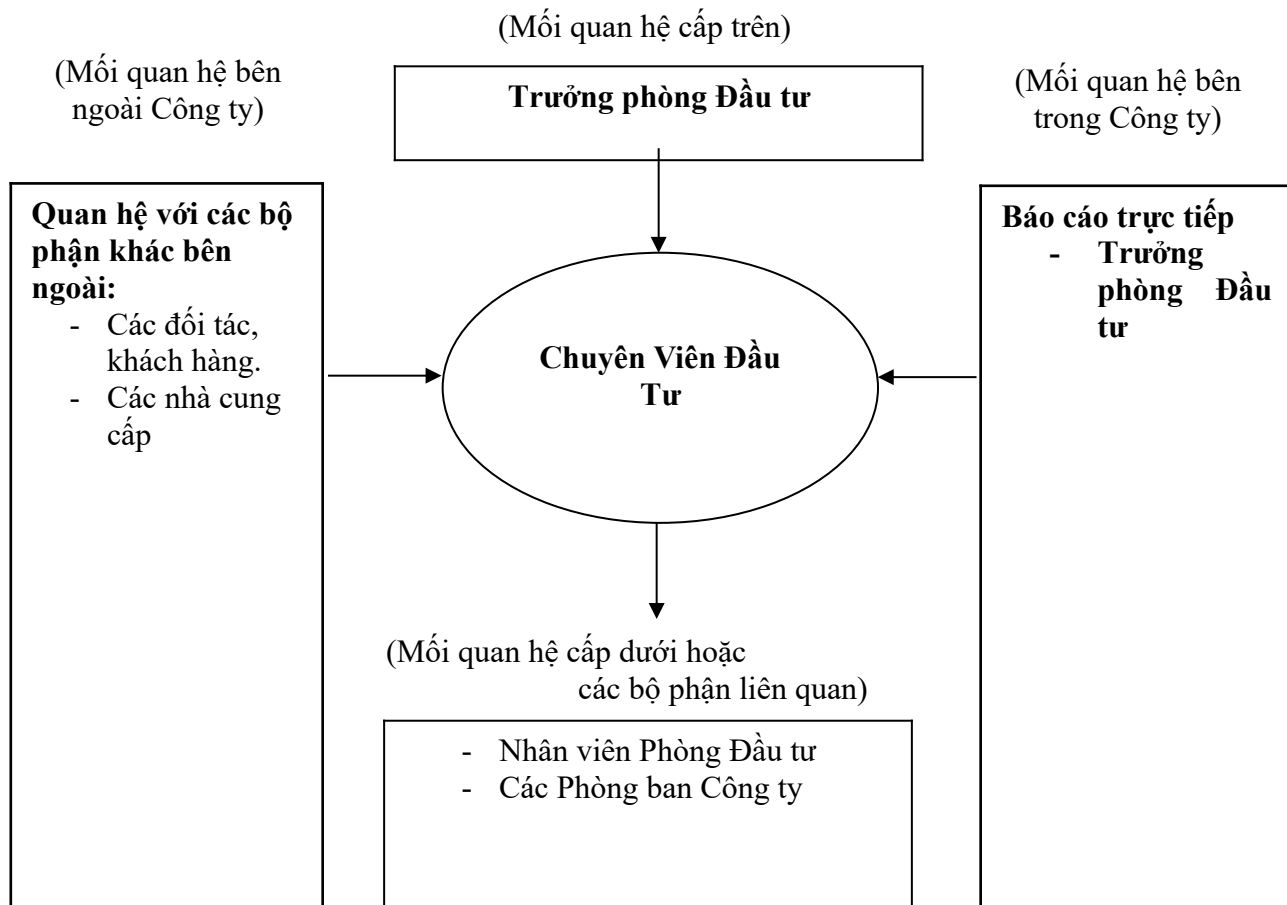 (Mối quan hệ cấp trên)
(Mối quan hệ bên
ngoài Công ty)
Trưởng phòng Đầu tư
(Mối quan hệ bên
trong Công ty)
Quan hệ với các bộ
phận khác bên
ngoài:
- Các đối tác,
khách hàng.
- Các nhà cung
cấp
Chuyên Viên Đầu
Tư
Báo cáo trực tiếp
- Trưởng
phòng Đầu
tư
(Mối quan hệ cấp dưới hoặc
các bộ phận liên quan)
- Nhân viên Phòng Đầu tư
- Các Phòng ban Công ty